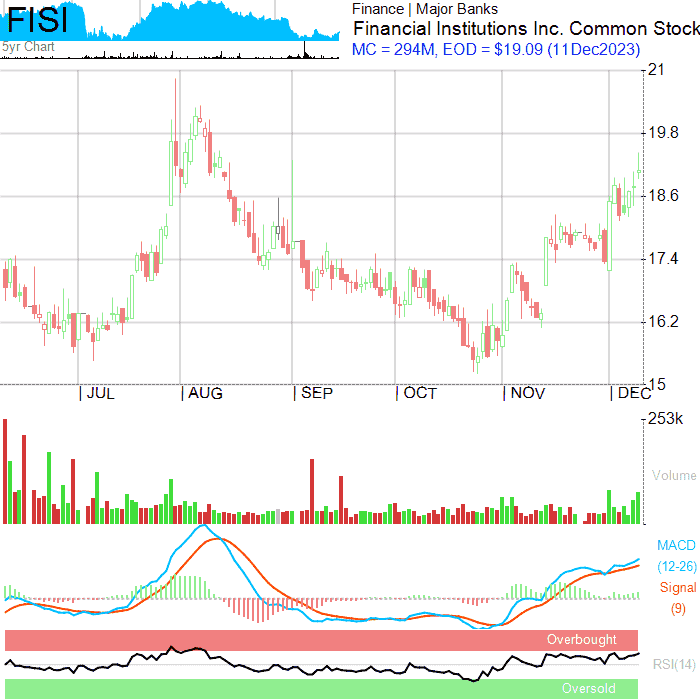 FISI
5yr Chart
Finance | Major Banks
Financial Institutions Inc. Common Stock
MC = 294M, EOD = $19.09 (11Dec2023)
21
19.8
18.6
17.4
16.2
15
JUL AUG SEP OCT NOV DEC
253k
Volume
MACD
(12-26)
Signal
(9)
Overbought
RSI(14)
Oversold